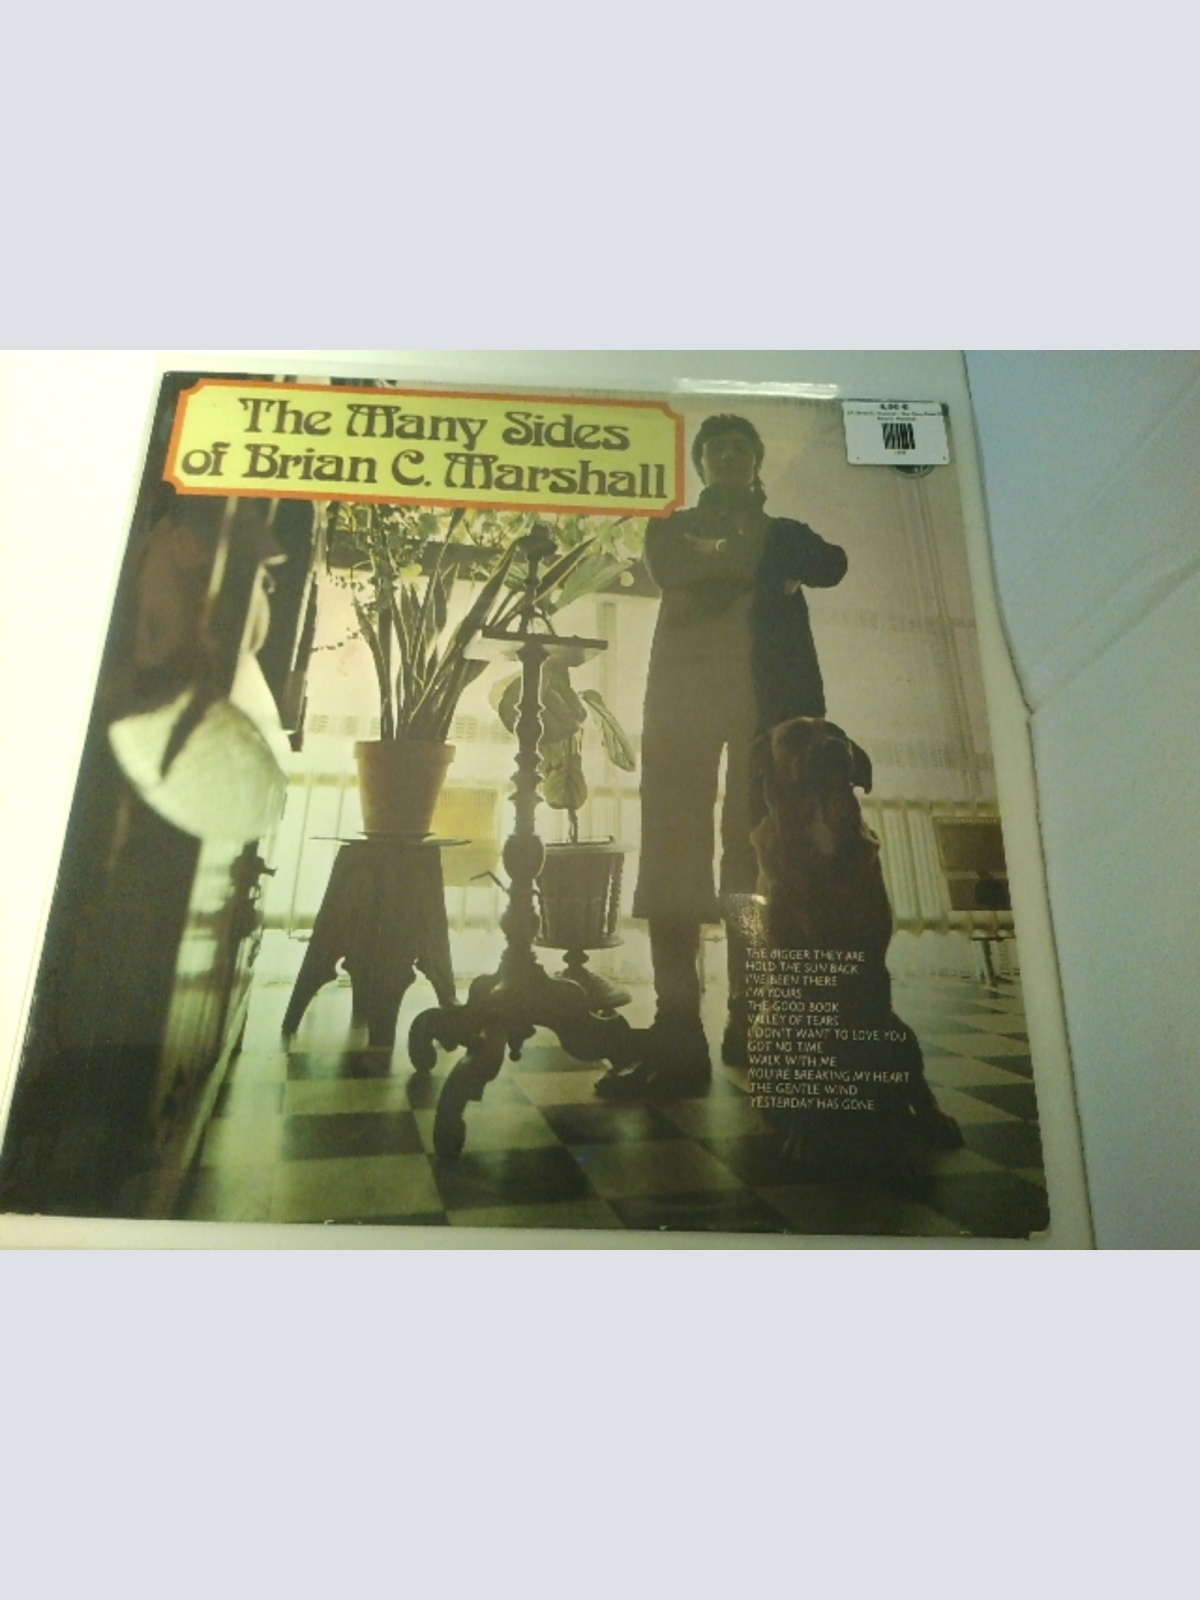 The Many Sides
of Brian C. Marshall
THE BIGGER THEY ARE
HOLD THE SUN BACK
I'VE BEEN THERE
I'M YOURS
THE GOOD BOOK
VALLEY OF TEARS
I DON'T WANT TO LOVE YOU
GOT NO TIME
WALK WITH ME
YOU'RE BREAKING MY HEART
THE GENTLE WIND
YESTERDAY HAS GONE